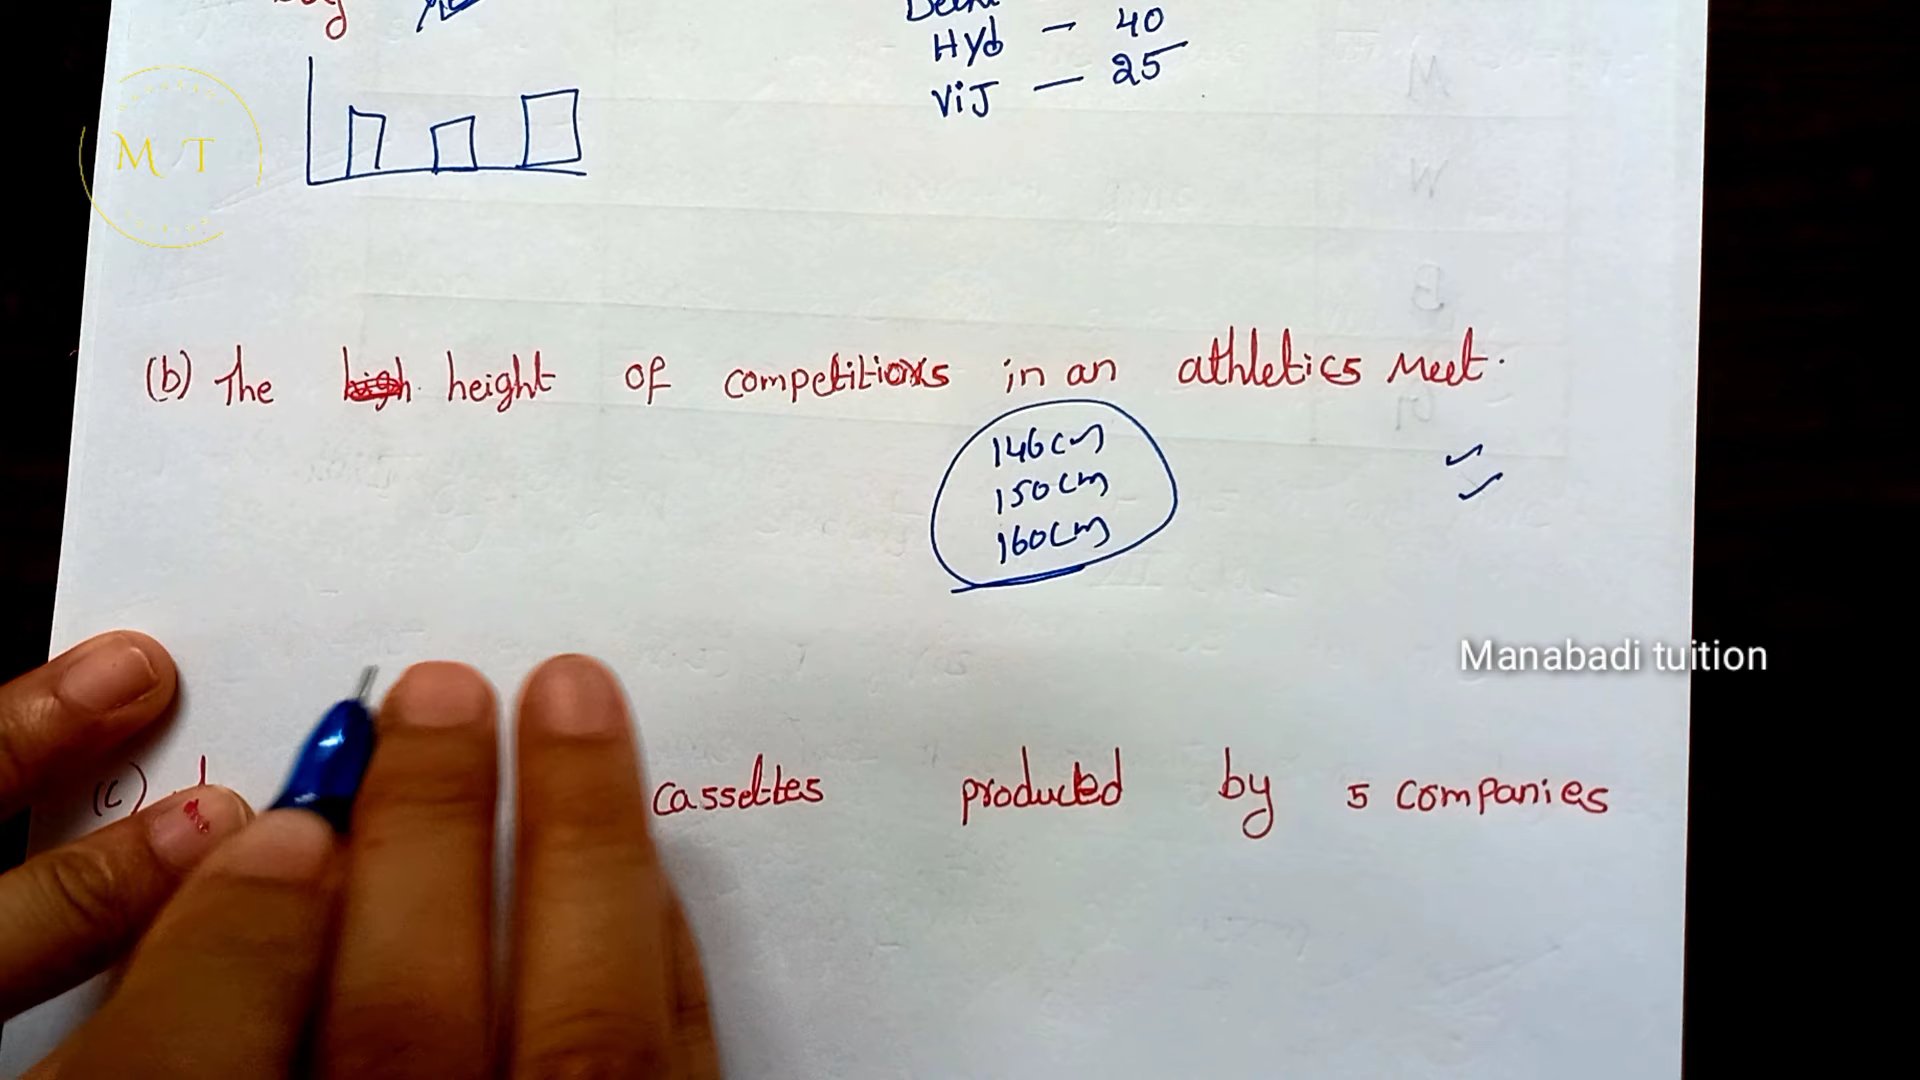 Hyd - 40
Vij - 25
M T
(b) The height of competitions in an athletics meet.
146cm
150cm
160cm
Manabadi tuition
(c) cassettes produced by 5 companies